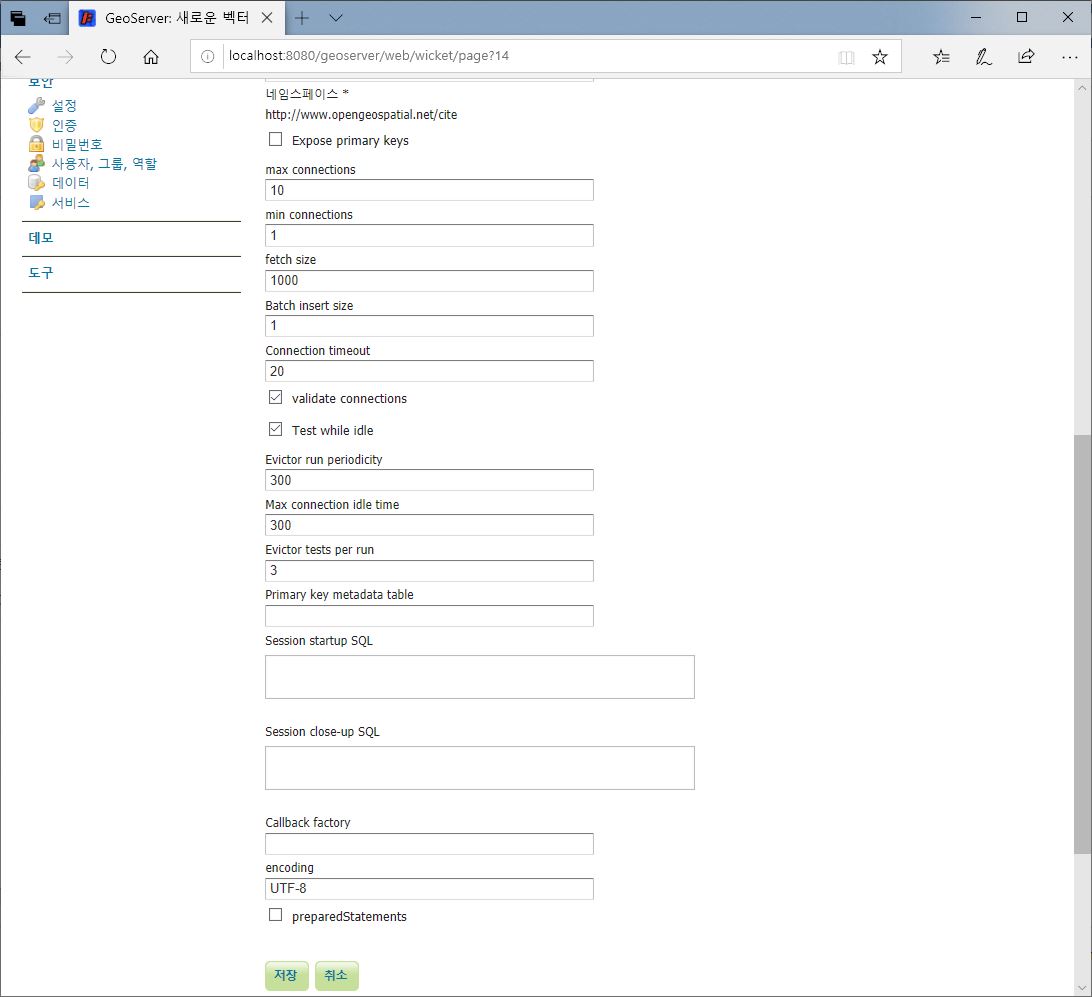 GeoServer: 새로운 벡터
localhost:8080/geoserver/web/wicket/page?14
보안
설정
인증
비밀번호
사용자, 그룹, 역할
데이터
서비스
데모
도구
네임스페이스 *
http://www.opengeospatial.net/cite
Expose primary keys
max connections
10
min connections
1
fetch size
1000
Batch insert size
1
Connection timeout
20
validate connections
Test while idle
Evictor run periodicity
300
Max connection idle time
300
Evictor tests per run
3
Primary key metadata table
Session startup SQL
Session close-up SQL
Callback factory
encoding
UTF-8
preparedStatements
저장 취소